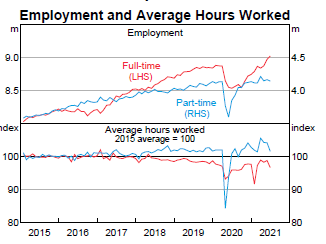 Employment and Average Hours Worked
m Employment m
Full-time
(LHS)
9.0 4.5
8.5 4.0
Part-time
(RHS)
index Average hours worked index
2015 average = 100
100 100
90 90
80 80
2015 2016 2017 2018 2019 2020 2021